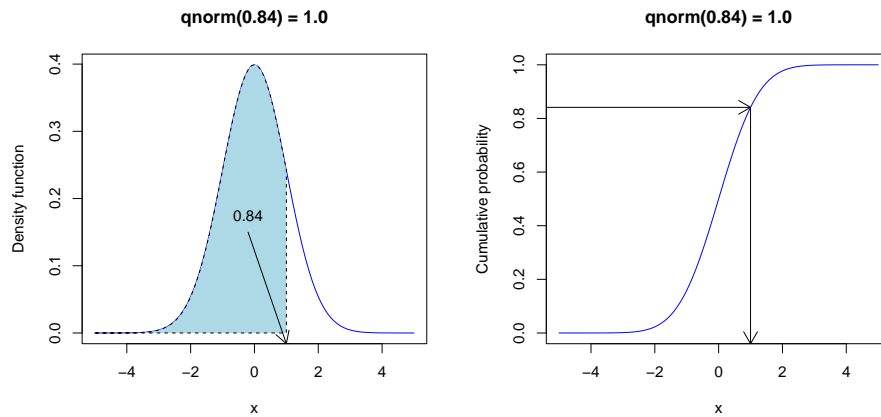 qnorm(0.84) = 1.0
Density function
0.4
0.3
0.2
0.1
0.0
0.84
−4 −2 0 2 4
x
qnorm(0.84) = 1.0
Cumulative probability
1.0
0.8
0.6
0.4
0.2
0.0
−4 −2 0 2 4
x